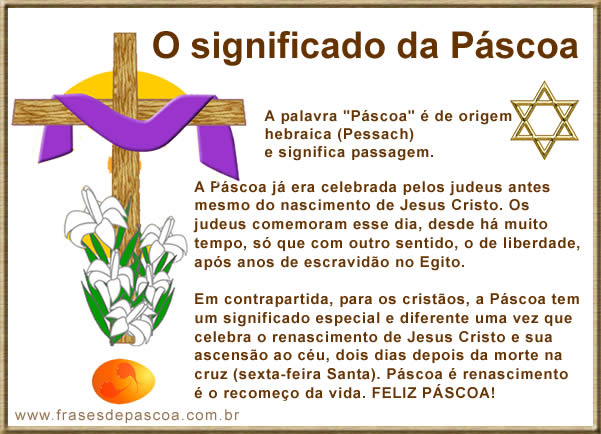 O significado da Páscoa
A palavra "Páscoa" é de origem
hebraica (Pessach)
e significa passagem.
A Páscoa já era celebrada pelos judeus antes
mesmo do nascimento de Jesus Cristo. Os
judeus comemoram esse dia, desde há muito
tempo, só que com outro sentido, o de liberdade,
após anos de escravidão no Egito.
Em contrapartida, para os cristãos, a Páscoa tem
um significado especial e diferente uma vez que
celebra o renascimento de Jesus Cristo e sua
ascensão ao céu, dois dias depois da morte na
cruz (sexta-feira Santa). Páscoa é renascimento
é o recomeço da vida. FELIZ PÁSCOA!
www.frasesdepascoa.com.br